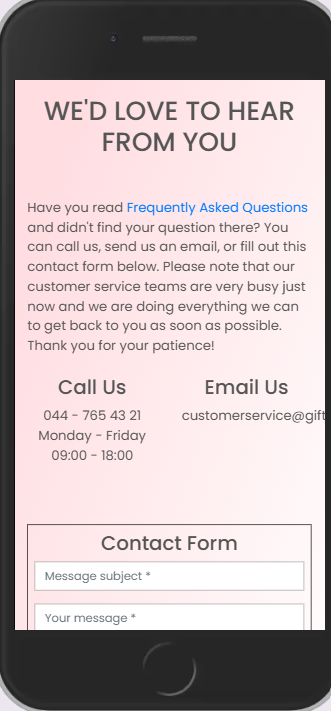 WE'D LOVE TO HEAR
FROM YOU
Have you read Frequently Asked Questions
and didn't find your question there? You
can call us, send us an email, or fill out this
contact form below. Please note that our
customer service teams are very busy just
now and we are doing everything we can
to get back to you as soon as possible.
Thank you for your patience!
Call Us
044 - 765 43 21
Monday - Friday
09:00 - 18:00
Email Us
customerservice@gift
Contact Form
Message subject *
Your message *